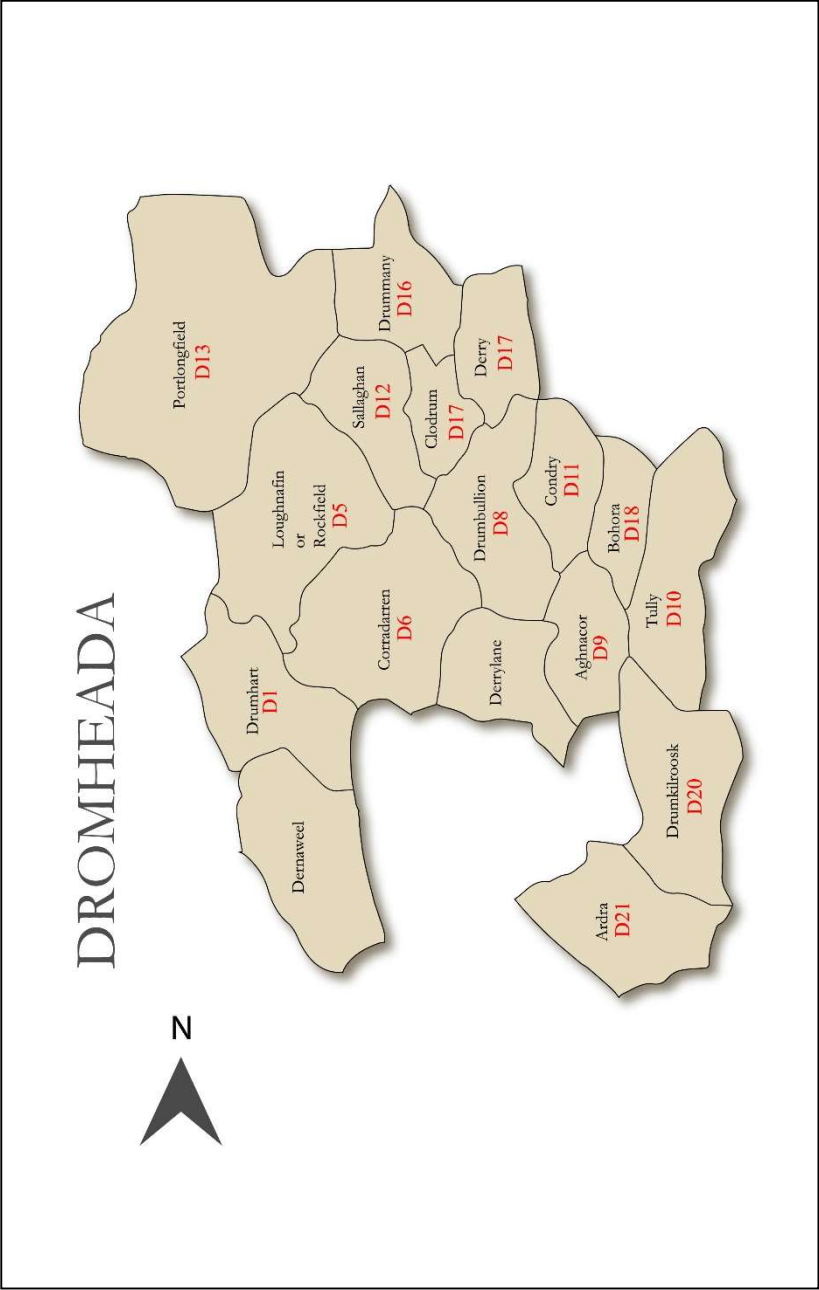 DROMHEADA
N
Portlongfield
D13
Drummany
D16
Derry
D17
Sallaghan
D12
Clodrum
D17
Loughnafin
or
Rockfield
D5
Drumbullion
D8
Condry
D11
Bohora
D18
Tully
D10
Corradarren
D6
Drumhart
D1
Derrylane
Aghnacor
D9
Dernaweel
Drumkilroosk
D20
Ardra
D21